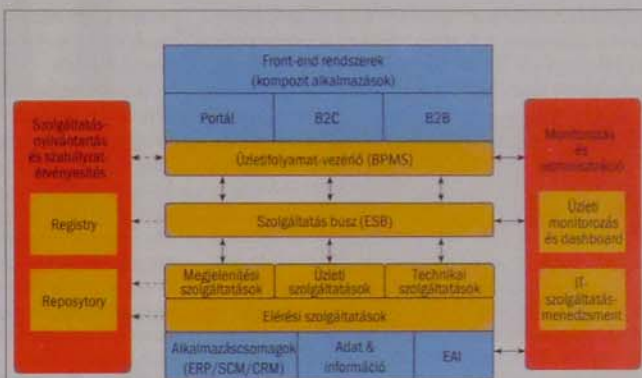 Front-end rendszerek
(kompozit alkalmazások)
Portál
B2C
B2B
Üzletifolyamat-vezérlő (BPMS)
Szolgáltatás busz (ESB)
Megjelenítési
szolgáltatások
Üzleti
szolgáltatások
Technikai
szolgáltatások
Elérési szolgáltatások
Alkalmazáscsomagok
(ERP/SCM/CRM)
Adat &
információ
EAI
Szolgáltatás-
nyilvántartás
és szabályzat-
érvényesítés
Registry
Reposytory
Monitorozás
és
adminisztráció
Üzleti
monitorozás
és dashboard
IT-
szolgáltatás-
menedzsment